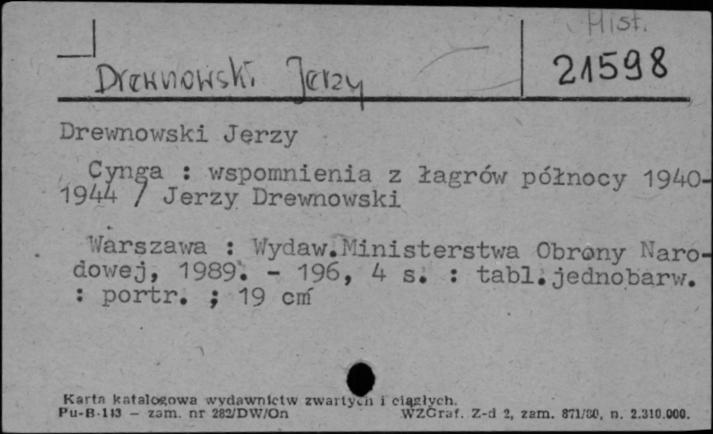 Hist.
Drewnowski Jerzy 21598
Drewnowski Jerzy
Cynga : wspomnienia z łagrów północy 1940-
1944 / Jerzy Drewnowski
Warszawa : Wydaw.Ministerstwa Obrony Naro-
dowej, 1989. - 196, 4 s. : tabl.jednobarw.
: portr. ; 19 cm
Karta katalogowa wydawnictw zwartych i ciągłych.
Pu-B-113 — zam. nr 282/DW/On WZGraf. Z-d 2, zam. 871/80, n. 2.310.000.